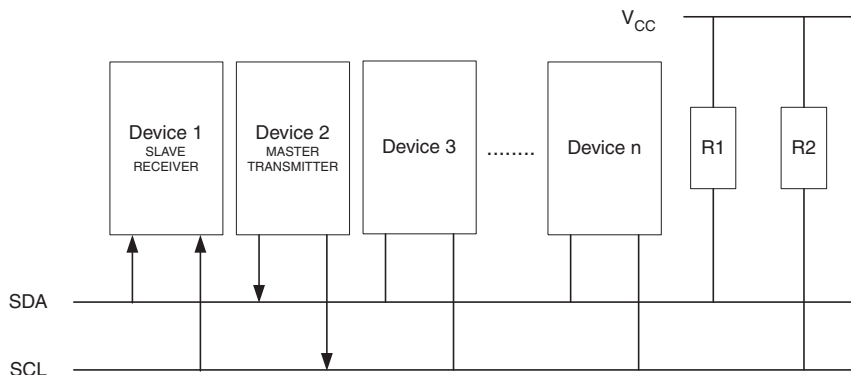 V_CC
Device 1
SLAVE
RECEIVER
Device 2
MASTER
TRANSMITTER
Device 3
........
Device n
R1
R2
SDA
SCL